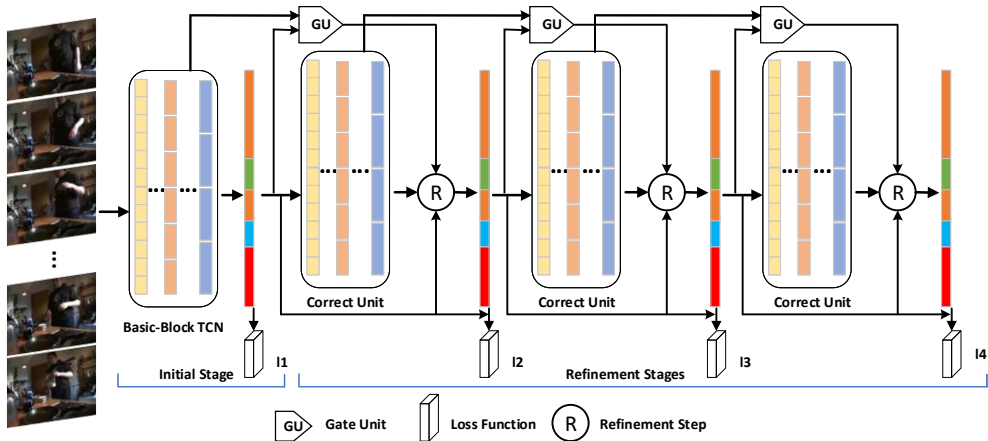 GU
GU
GU
R
R
R
Correct Unit
Correct Unit
Correct Unit
Basic-Block TCN
l1
l2
l3
l4
Initial Stage
Refinement Stages
GU
Gate Unit
Loss Function
R
Refinement Step